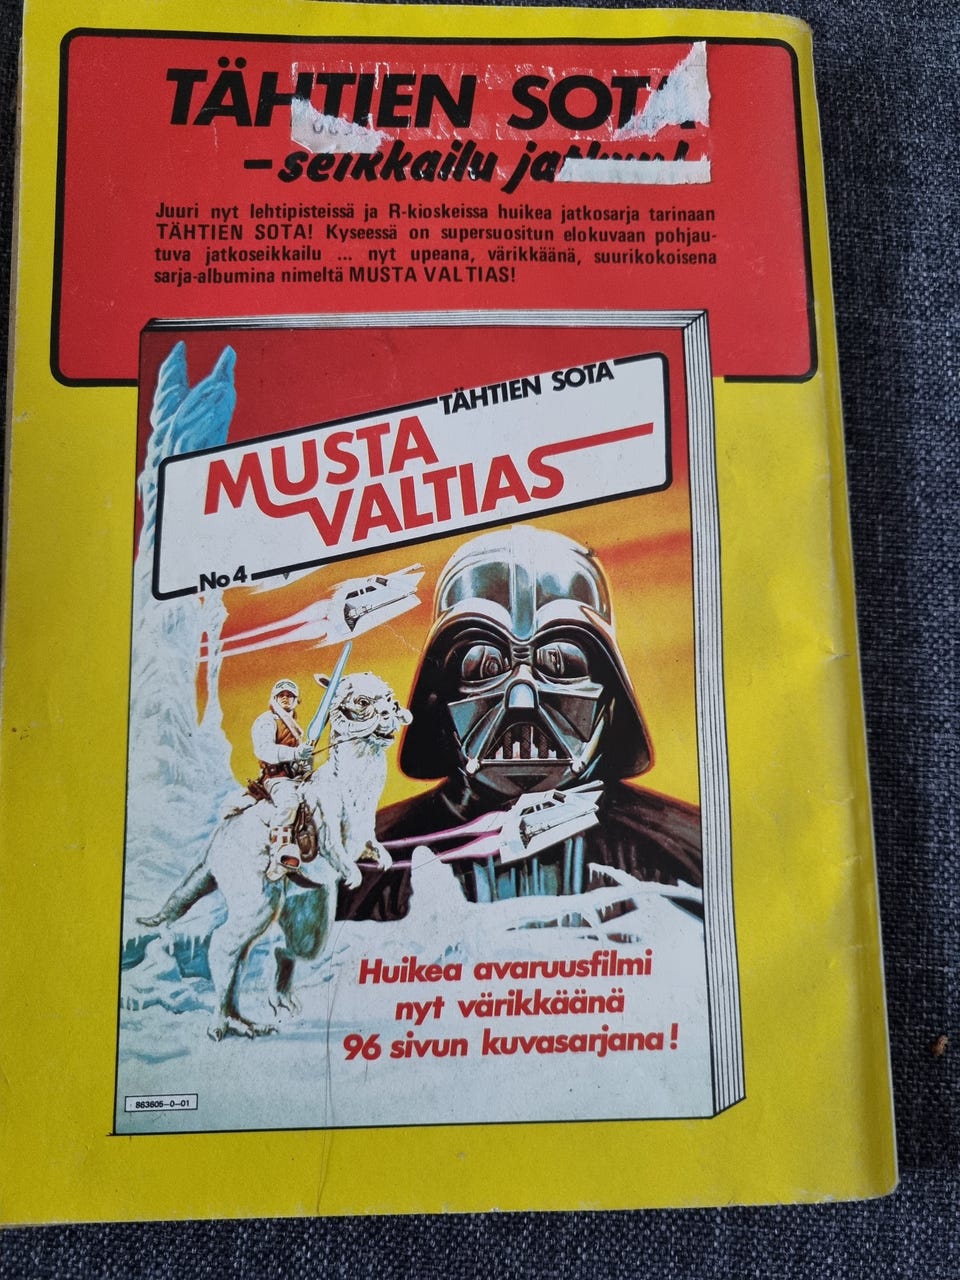 TÄHTIEN SOTA
– seikkailu jatkuu!
Juuri nyt lehtipisteissä ja R-kioskeissa huikea jatkosarja tarinaan
TÄHTIEN SOTA! Kyseessä on supersuositun elokuvaan pohjau-
tuva jatkoseikkailu ... nyt upeana, värikkäänä, suurikokoisena
sarja-albumina nimeltä MUSTA VALTIAS!
TÄHTIEN SOTA
MUSTA
VALTIAS
No 4
Huikea avaruusfilmi
nyt värikkäänä
96 sivun kuvasarjana!
863605–0–01